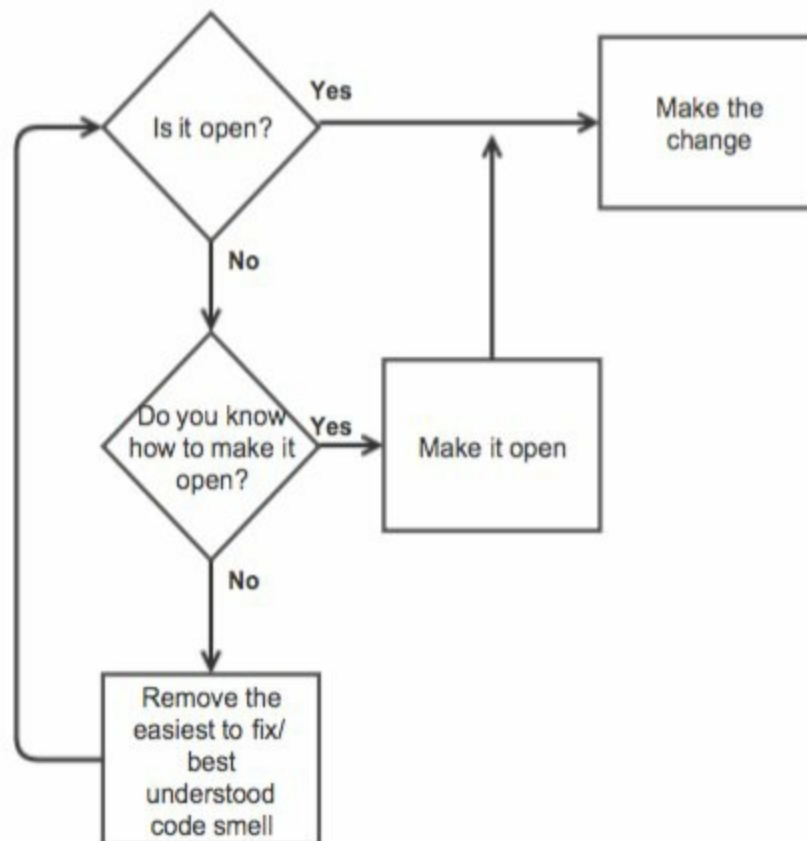 Is it open?
Yes
Make the
change
No
Do you know
how to make it
open?
Yes
Make it open
No
Remove the
easiest to fix/
best
understood
code smell